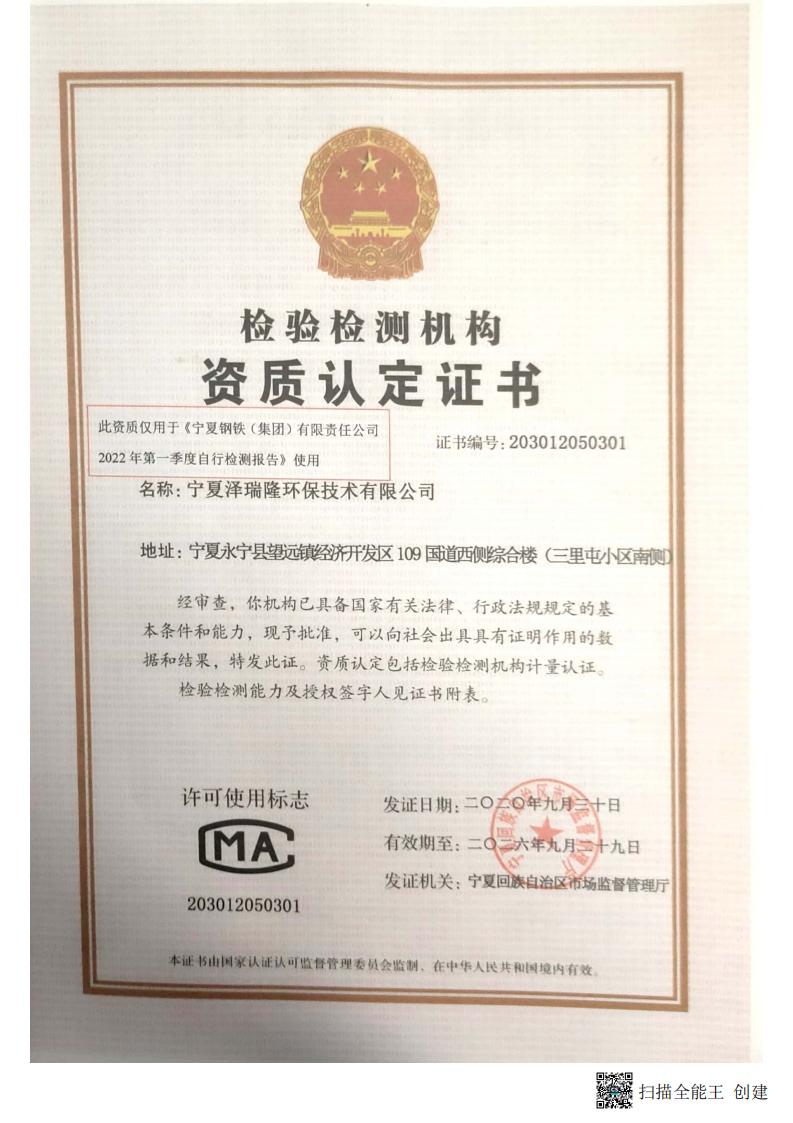 检验检测机构
资质认定证书
此资质仅用于《宁夏钢铁(集团)有限责任公司
2022年第一季度自行检测报告》使用
证书编号:203012050301
名称:宁夏泽瑞隆环保技术有限公司
地址:宁夏永宁县望远镇经济开发区109国道西侧综合楼(三里屯小区南侧)
经审查,你机构已具备国家有关法律、行政法规规定的基
本条件和能力,现予批准,可以向社会出具具有证明作用的数
据和结果,特发此证。资质认定包括检验检测机构计量认证。
检验检测能力及授权签字人见证书附表。
许可使用标志
MA
203012050301
发证日期:二〇二〇年九月三十日
有效期至:二〇二六年九月二十九日
发证机关:宁夏回族自治区市场监督管理厅
本证书由国家认证认可监督管理委员会监制,在中华人民共和国境内有效。
扫描全能王 创建